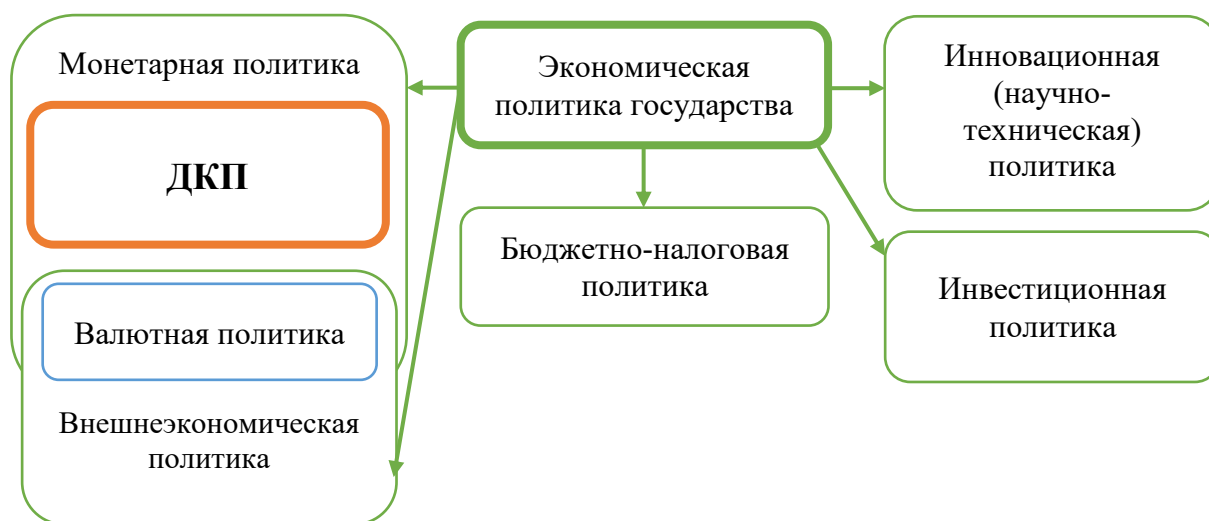 Монетарная политика
ДКП
Валютная политика
Внешнеэкономическая
политика
Экономическая
политика государства
Бюджетно-налоговая
политика
Инновационная
(научно-
техническая)
политика
Инвестиционная
политика